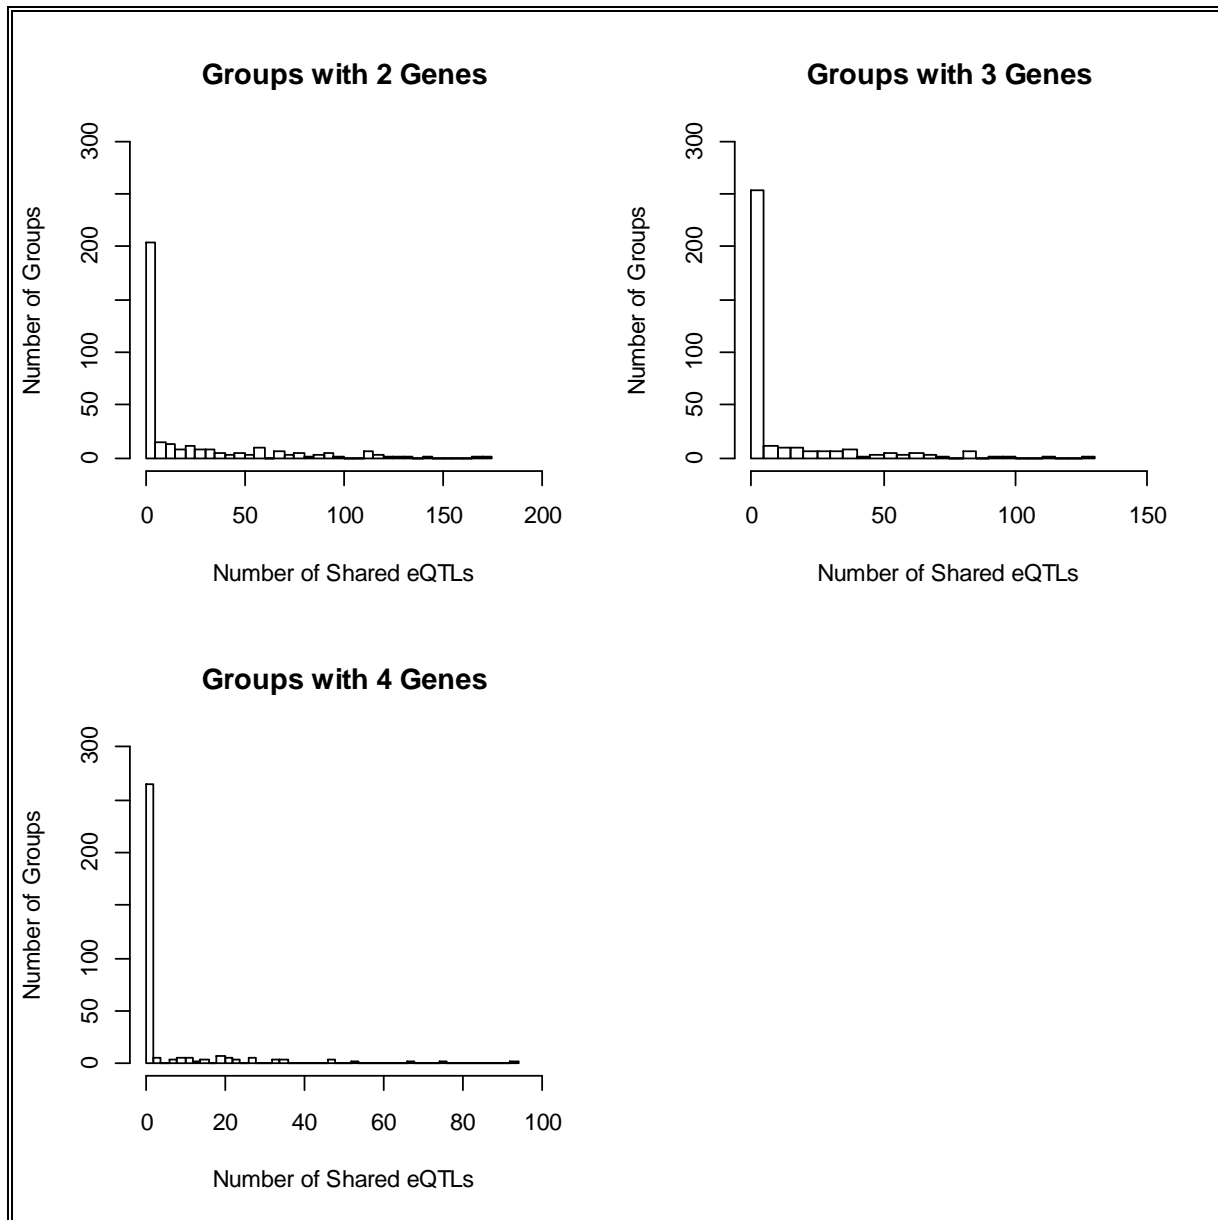 Groups with 2 Genes
Number of Groups
300
200
100
50
0
0 50 100 150 200
Number of Shared eQTLs
Groups with 3 Genes
Number of Groups
300
200
100
50
0
0 50 100 150
Number of Shared eQTLs
Groups with 4 Genes
Number of Groups
300
200
100
50
0
0 20 40 60 80 100
Number of Shared eQTLs